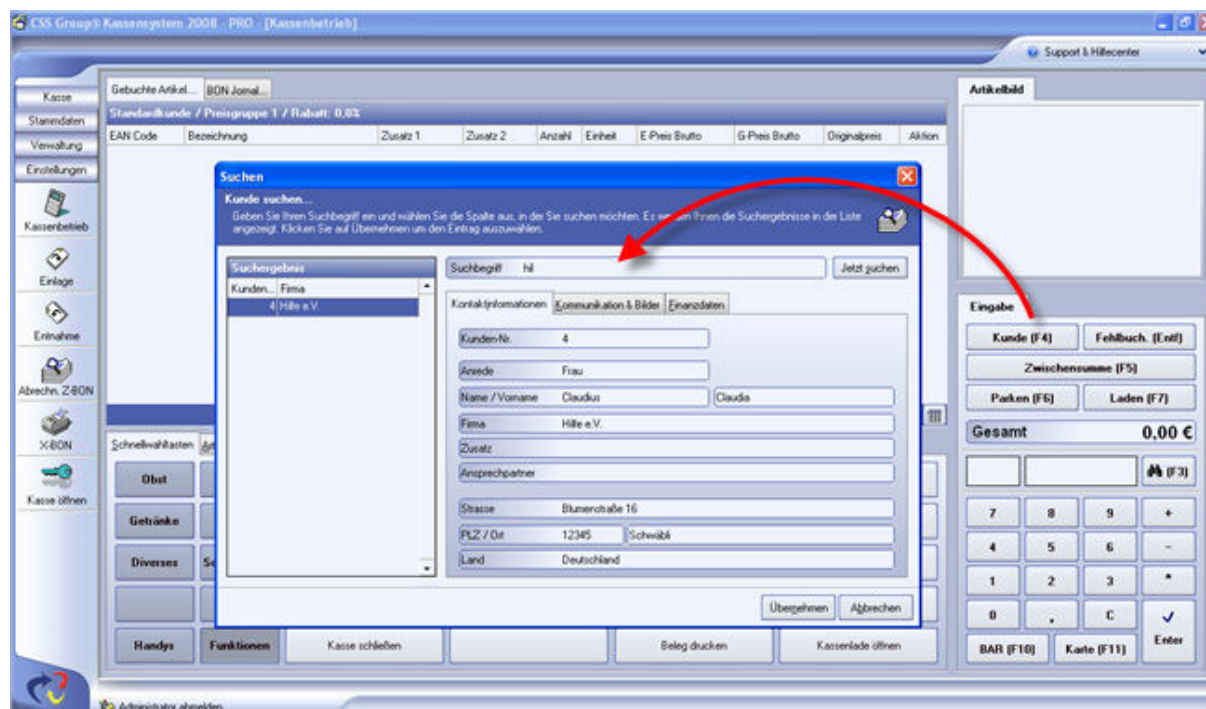 CSS Group® Kassensystem 2008 - PRO - [Kassenbetrieb]
Support & Hilfecenter
Kasse
Stammdaten
Verwaltung
Einstellungen
Kassenbetrieb
Einlage
Entnahme
Abrechn. Z-BON
X-BON
Kasse öffnen
Gebuchte Artikel... BON Jornal...
Standardkunde / Preisgruppe 1 / Rabatt: 0,0%
EAN Code Bezeichnung Zusatz 1 Zusatz 2 Anzahl Einheit E-Preis Brutto G-Preis Brutto Originalpreis Aktion
Suchen
Kunde suchen...
Geben Sie Ihren Suchbegriff ein und wählen Sie die Spalte aus, in der Sie suchen möchten. Es werden Ihnen die Suchergebnisse in der Liste
angezeigt. Klicken Sie auf Übernehmen um den Eintrag auszuwählen.
Suchergebnis
Kunden... Firma
4 Hilfe e.V.
Suchbegriff hil Jetzt suchen
Kontaktinformationen Kommunikation & Bilder Finanzdaten
Kunden-Nr. 4
Anrede Frau
Name / Vorname Claudius Claudia
Firma Hilfe e.V.
Zusatz
Ansprechpartner
Strasse Blumenstraße 16
PLZ / Ort 12345 Schwäbli
Land Deutschland
Übernehmen Abbrechen
Schnellwahltasten
Obst
Getränke
Diverses
Handys Funktionen Kasse schließen Beleg drucken Kassenlade öffnen
Artikelbild
Eingabe
Kunde (F4) Fehlbuch. (Entf)
Zwischensumme (F5)
Parken (F6) Laden (F7)
Gesamt 0,00 €
(F3)
7 8 9 +
4 5 6 -
1 2 3 *
0 , C
Enter
BAR (F10) Karte (F11)
Administrator abmelden